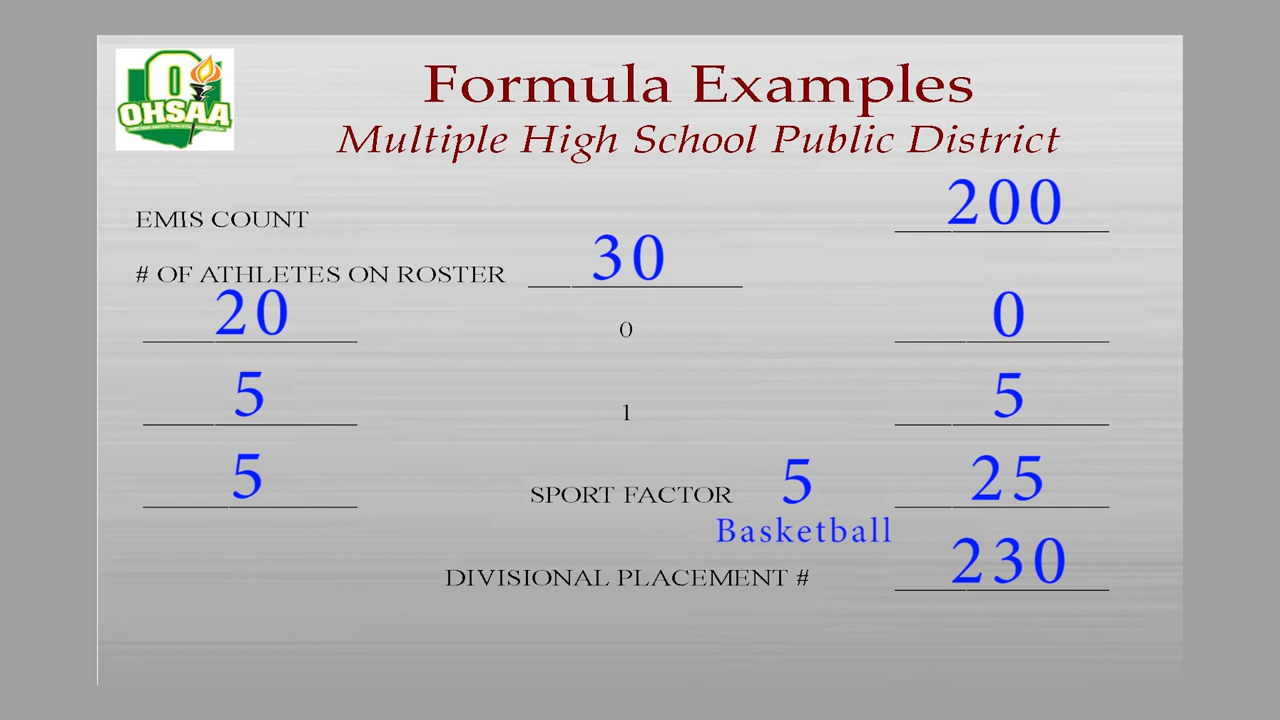 OHSAA
Formula Examples
Multiple High School Public District
EMIS COUNT 200
# OF ATHLETES ON ROSTER 30
20 0 0
5 1 5
5 SPORT FACTOR 5 25
Basketball
DIVISIONAL PLACEMENT # 230